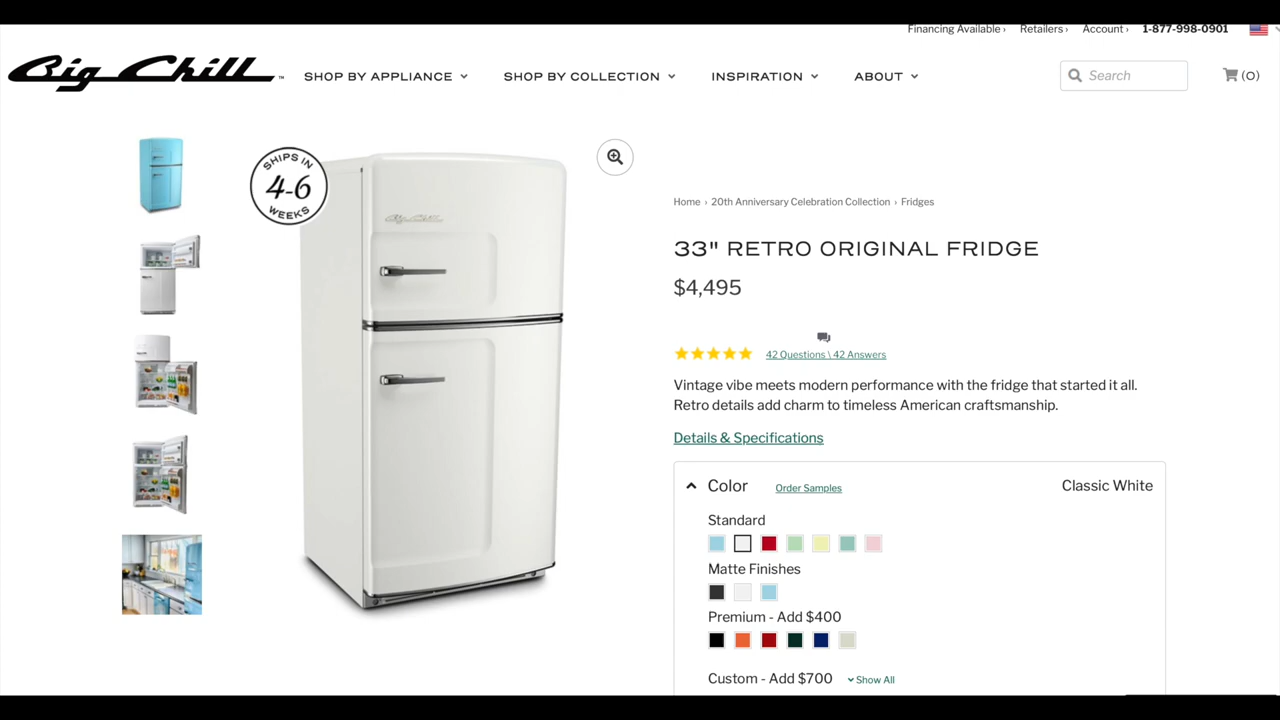 Financing Available › Retailers › Account › 1-877-998-0901
Big Chill™ SHOP BY APPLIANCE SHOP BY COLLECTION INSPIRATION ABOUT Search (0)
SHIPS IN
4-6
WEEKS
Big Chill
Home › 20th Anniversary Celebration Collection › Fridges
33" RETRO ORIGINAL FRIDGE
$4,495
42 Questions \ 42 Answers
Vintage vibe meets modern performance with the fridge that started it all.
Retro details add charm to timeless American craftsmanship.
Details & Specifications
Color Order Samples Classic White
Standard
Matte Finishes
Premium - Add $400
Custom - Add $700 Show All